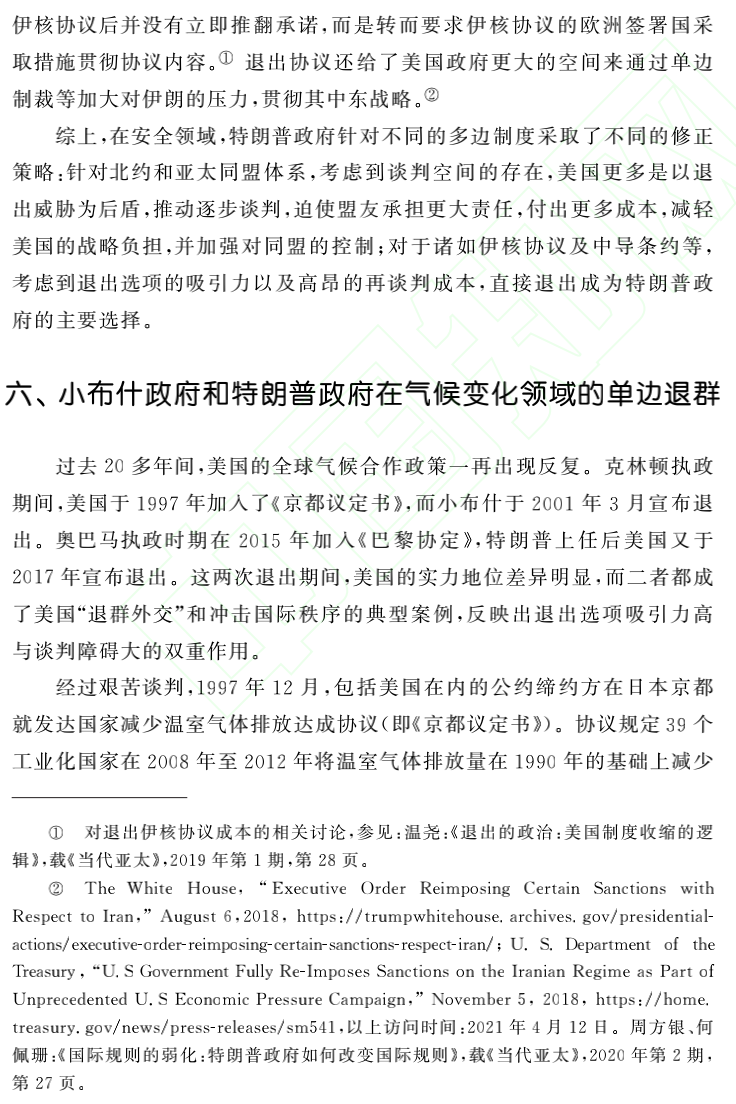 伊核协议后并没有立即推翻承诺,而是转而要求伊核协议的欧洲签署国采
取措施贯彻协议内容。① 退出协议还给了美国政府更大的空间来通过单边
制裁等加大对伊朗的压力,贯彻其中东战略。②
综上,在安全领域,特朗普政府针对不同的多边制度采取了不同的修正
策略:针对北约和亚太同盟体系,考虑到谈判空间的存在,美国更多是以退
出威胁为后盾,推动逐步谈判,迫使盟友承担更大责任,付出更多成本,减轻
美国的战略负担,并加强对同盟的控制;对于诸如伊核协议及中导条约等,
考虑到退出选项的吸引力以及高昂的再谈判成本,直接退出成为特朗普政
府的主要选择。
六、小布什政府和特朗普政府在气候变化领域的单边退群
过去 20 多年间,美国的全球气候合作政策一再出现反复。克林顿执政
期间,美国于 1997 年加入了《京都议定书》,而小布什于 2001 年 3 月宣布退
出。奥巴马执政时期在 2015 年加入《巴黎协定》,特朗普上任后美国又于
2017 年宣布退出。这两次退出期间,美国的实力地位差异明显,而二者都成
了美国“退群外交”和冲击国际秩序的典型案例,反映出退出选项吸引力高
与谈判障碍大的双重作用。
经过艰苦谈判,1997 年 12 月,包括美国在内的公约缔约方在日本京都
就发达国家减少温室气体排放达成协议(即《京都议定书》)。协议规定 39 个
工业化国家在 2008 年至 2012 年将温室气体排放量在 1990 年的基础上减少
① 对退出伊核协议成本的相关讨论,参见:温尧:《退出的政治:美国制度收缩的逻
辑》,载《当代亚太》,2019 年第 1 期,第 28 页。
② The White House, “Executive Order Reimposing Certain Sanctions with
Respect to Iran,” August 6,2018, https://trumpwhitehouse.archives.gov/presidential-
actions/executive-order-reimposing-certain-sanctions-respect-iran/; U. S. Department of the
Treasury, “U. S Government Fully Re-Imposes Sanctions on the Iranian Regime as Part of
Unprecedented U. S Economic Pressure Campaign,” November 5, 2018, https://home.
treasury.gov/news/press-releases/sm541,以上访问时间:2021 年 4 月 12 日。周方银、何
佩珊:《国际规则的弱化:特朗普政府如何改变国际规则》,载《当代亚太》,2020 年第 2 期,
第 27 页。